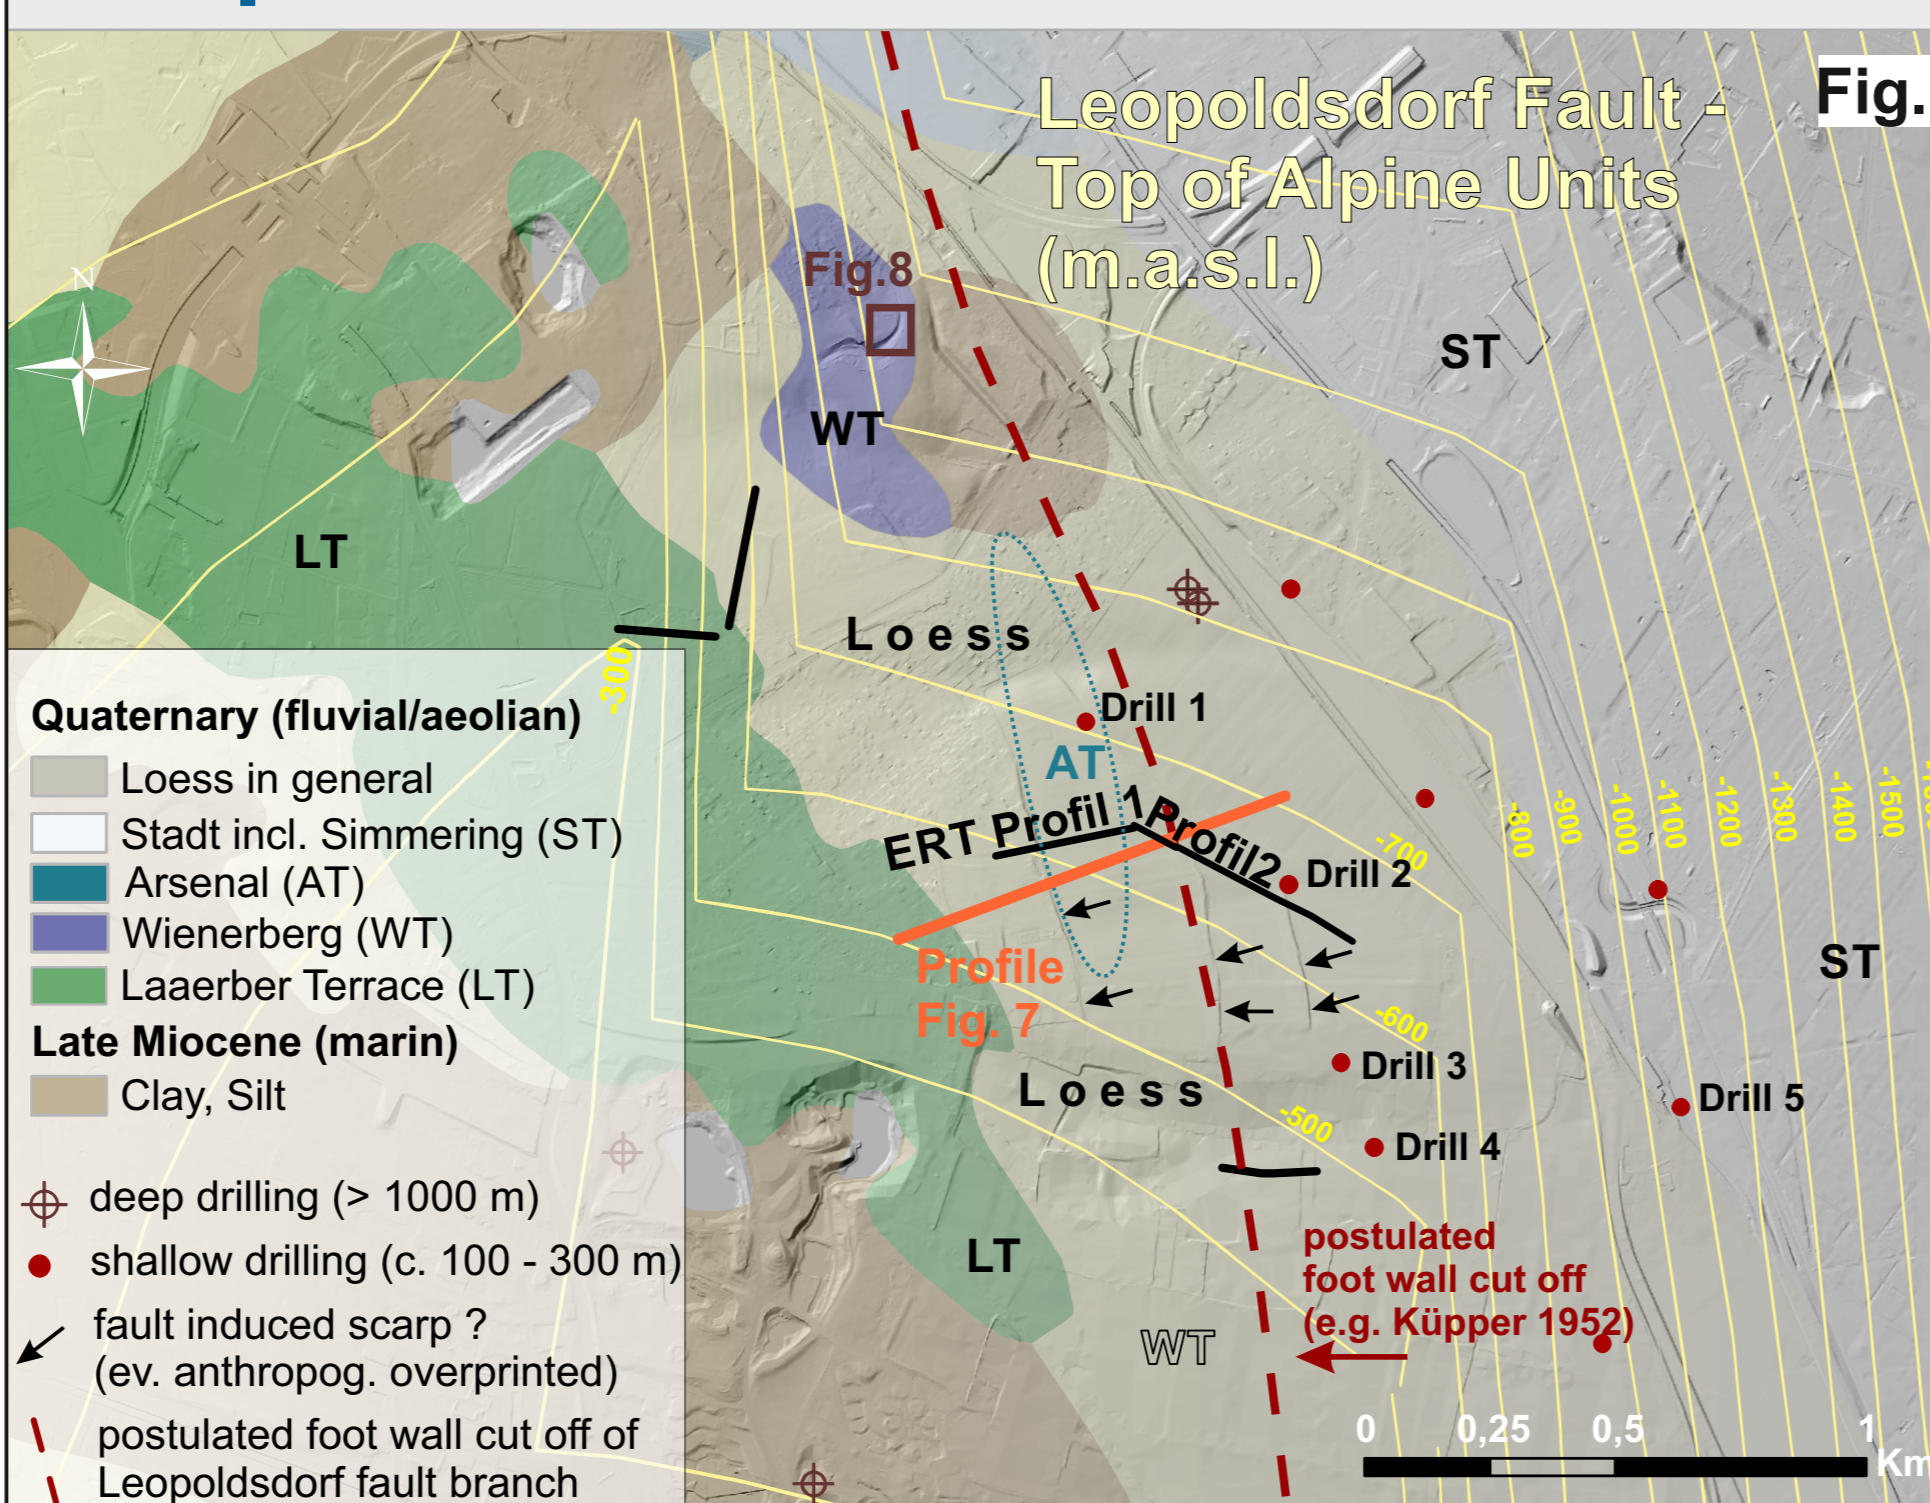 Fig.
Leopoldsdorf Fault -
Top of Alpine Units
(m.a.s.l.)
N
Fig.8
ST
WT
LT
Loess
-300
Drill 1
AT
ERT Profil 1
Profil2
Drill 2
-700
-800
-900
-1000
-1100
-1200
-1300
-1400
-1500
Profile
Fig. 7
ST
-600
Drill 3
Loess
-500
Drill 4
Drill 5
LT
WT
postulated
foot wall cut off
(e.g. Küpper 1952)
0 0,25 0,5 1
Km
Quaternary (fluvial/aeolian)
Loess in general
Stadt incl. Simmering (ST)
Arsenal (AT)
Wienerberg (WT)
Laaerber Terrace (LT)
Late Miocene (marin)
Clay, Silt
deep drilling (> 1000 m)
shallow drilling (c. 100 - 300 m)
fault induced scarp ?
(ev. anthropog. overprinted)
postulated foot wall cut off of
Leopoldsdorf fault branch